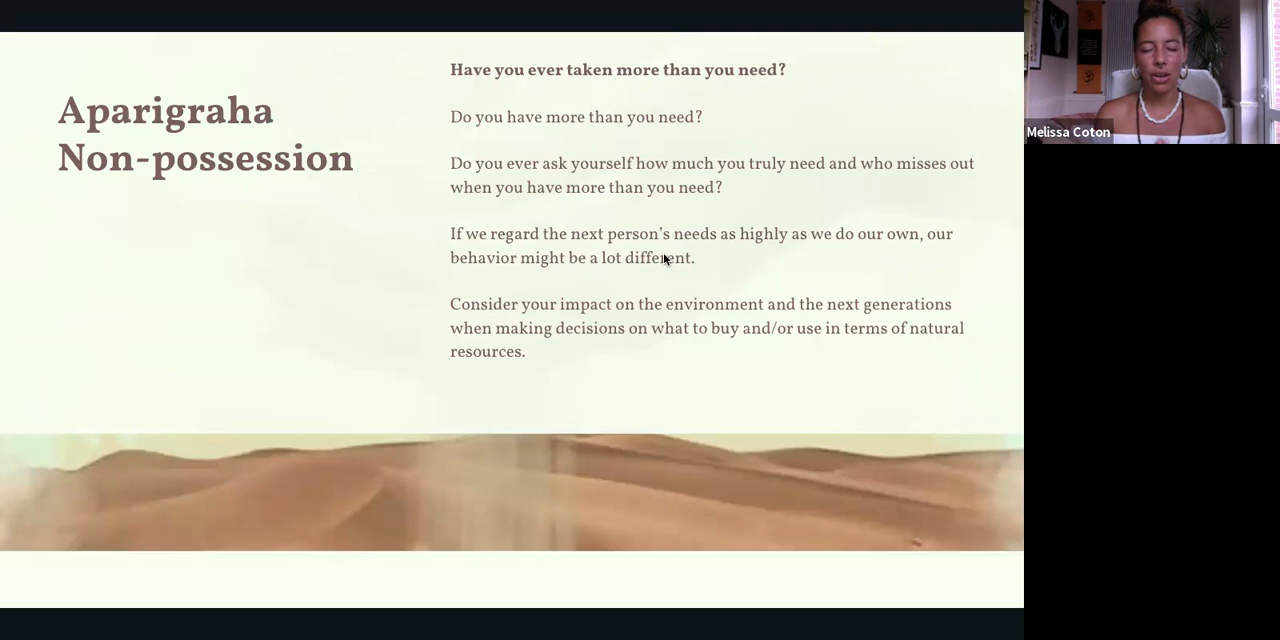 Aparigraha
Non-possession
Have you ever taken more than you need?
Do you have more than you need?
Do you ever ask yourself how much you truly need and who misses out
when you have more than you need?
If we regard the next person's needs as highly as we do our own, our
behavior might be a lot different.
Consider your impact on the environment and the next generations
when making decisions on what to buy and/or use in terms of natural
resources.
Melissa Coton